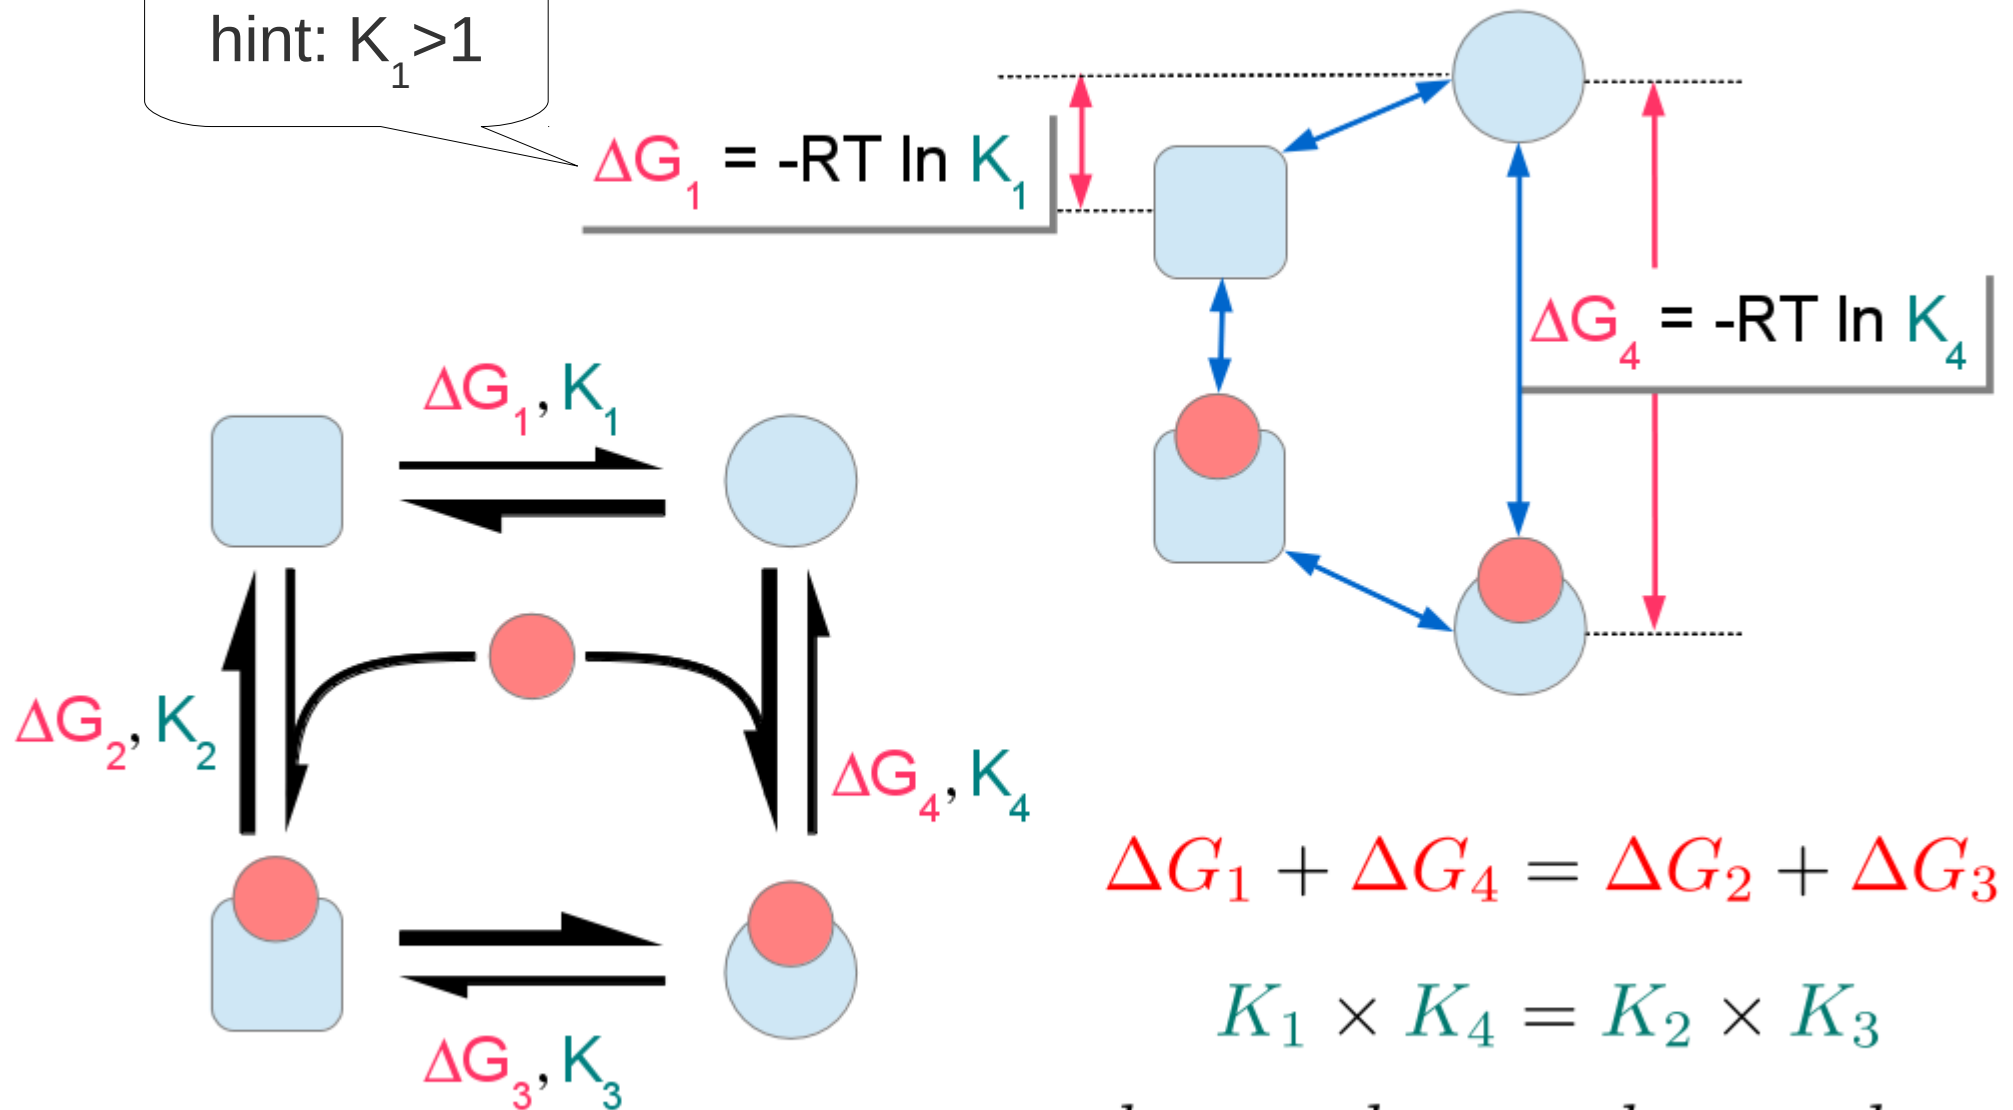 hint: K₁>1
ΔG₁ = -RT ln K₁
ΔG₄ = -RT ln K₄
ΔG₁, K₁
ΔG₂, K₂
ΔG₄, K₄
ΔG₃, K₃
ΔG₁ + ΔG₄ = ΔG₂ + ΔG₃
K₁ × K₄ = K₂ × K₃